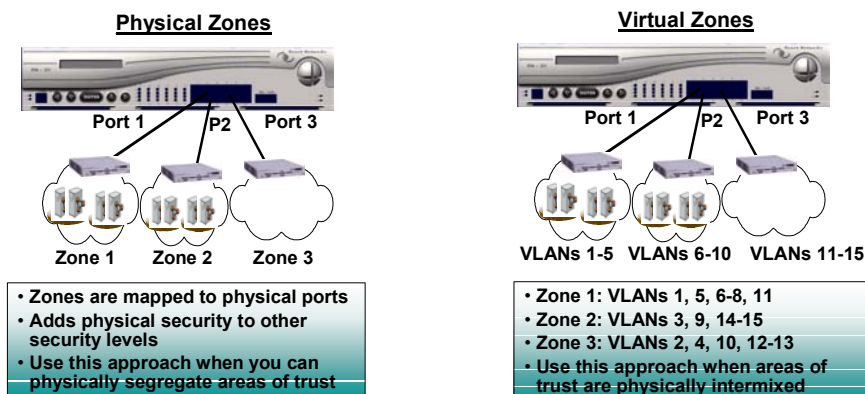 Physical Zones
Port 1
P2
Port 3
Zone 1
Zone 2
Zone 3
• Zones are mapped to physical ports
• Adds physical security to other
security levels
• Use this approach when you can
physically segregate areas of trust
Virtual Zones
Port 1
P2
Port 3
VLANs 1-5
VLANs 6-10
VLANs 11-15
• Zone 1: VLANs 1, 5, 6-8, 11
• Zone 2: VLANs 3, 9, 14-15
• Zone 3: VLANs 2, 4, 10, 12-13
• Use this approach when areas of
trust are physically intermixed